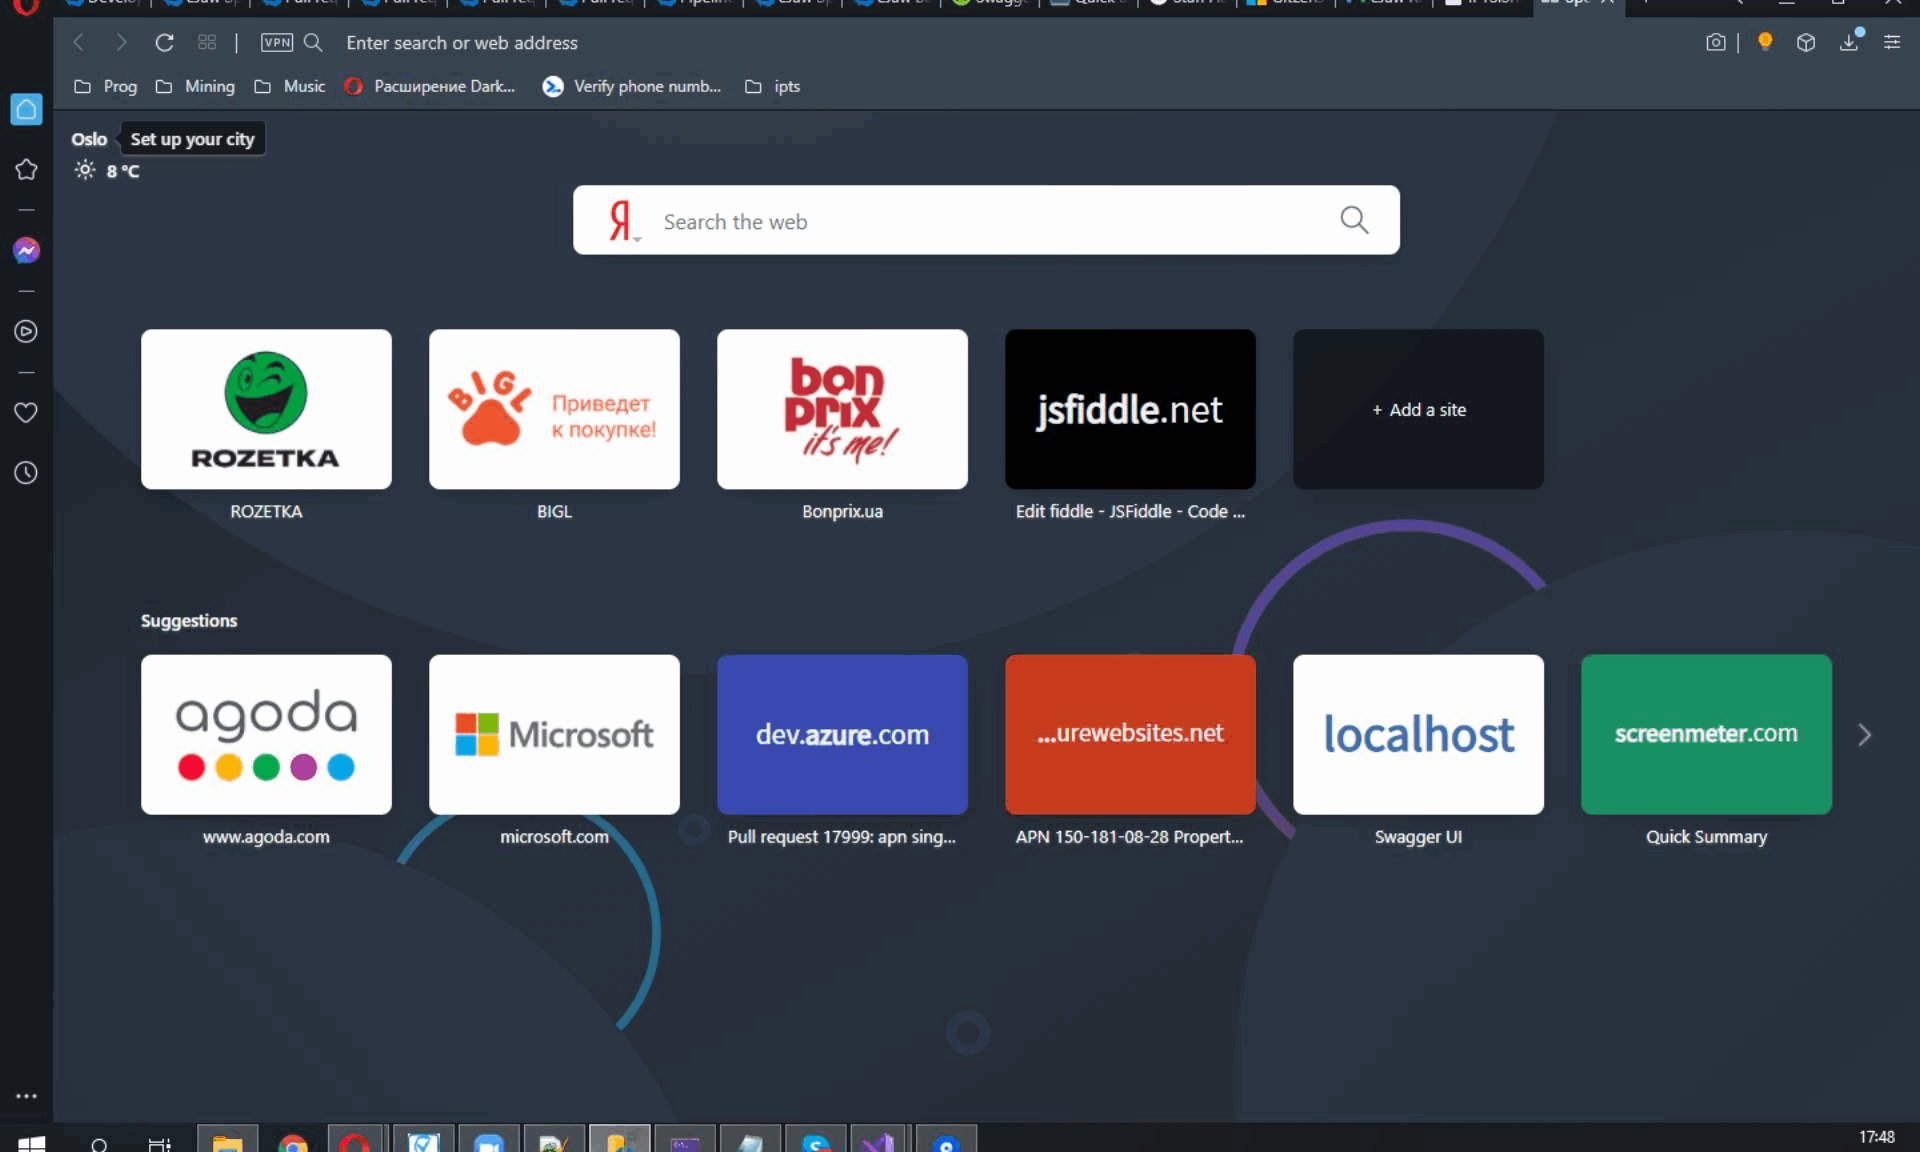 VPN
Enter search or web address
Prog
Mining
Music
Расширение Dark...
Verify phone numb...
ipts
Oslo
Set up your city
8 °C
Я
Search the web
ROZETKA
BIGL
Приведет
к покупке!
bon
prix
it's me!
jsfiddle.net
+ Add a site
ROZETKA
BIGL
Bonprix.ua
Edit fiddle - JSFiddle - Code ...
Suggestions
agoda
Microsoft
dev.azure.com
...urewebsites.net
localhost
screenmeter.com
www.agoda.com
microsoft.com
Pull request 17999: apn sing...
APN 150-181-08-28 Propert...
Swagger UI
Quick Summary
17:48